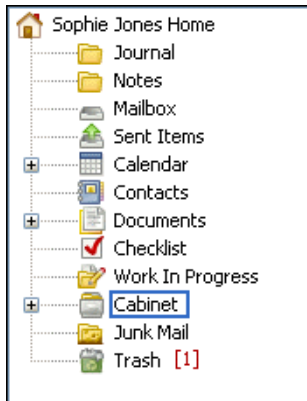 Sophie Jones Home
Journal
Notes
Mailbox
Sent Items
Calendar
Contacts
Documents
Checklist
Work In Progress
Cabinet
Junk Mail
Trash [1]